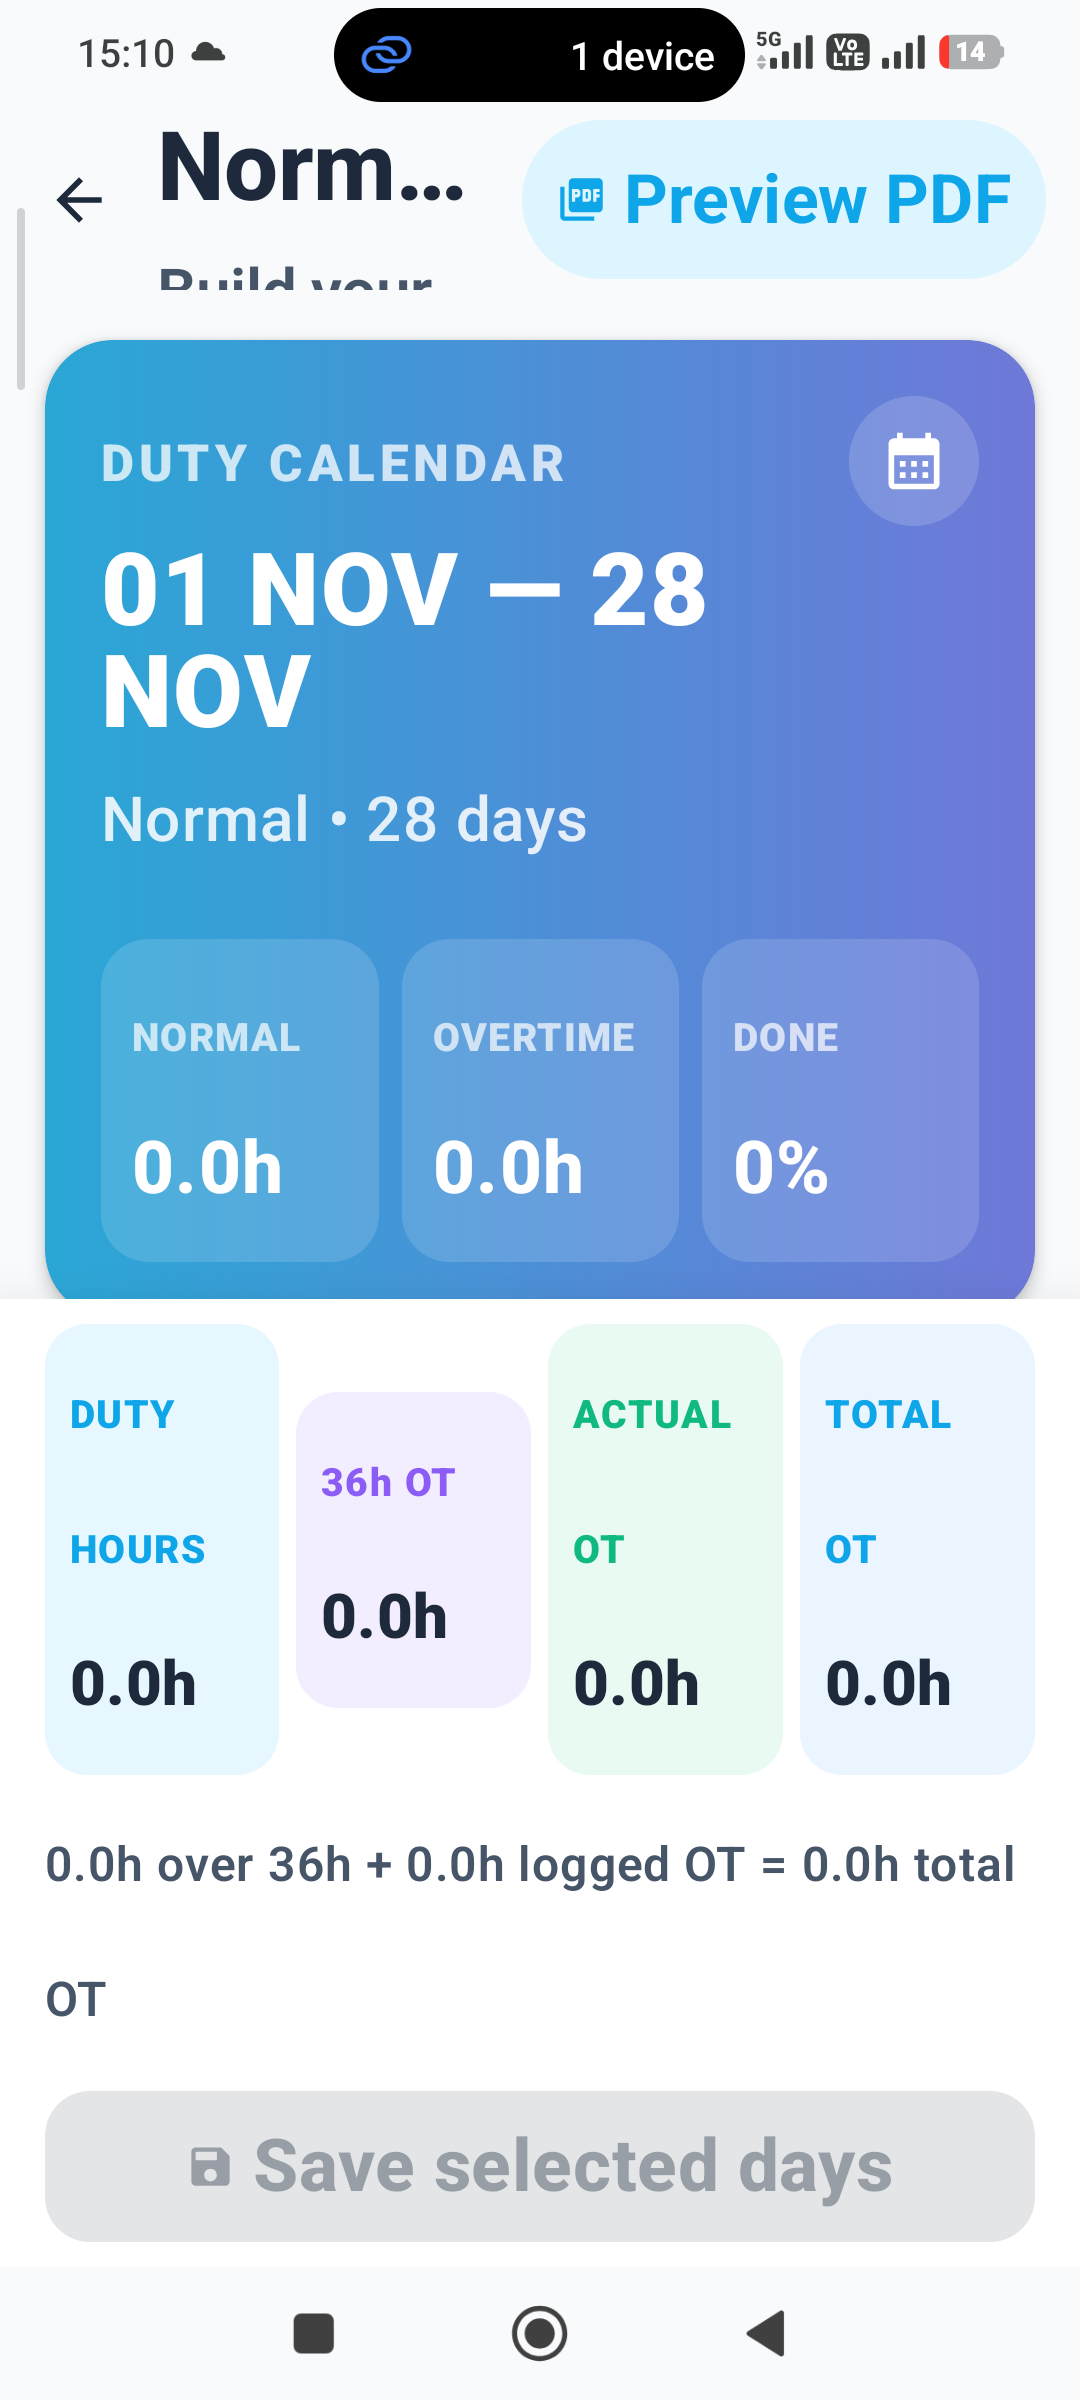 15:10
1 device
5G
Vo
LTE
14
Norm...
PDF
Preview PDF
Build your
DUTY CALENDAR
01 NOV — 28
NOV
Normal • 28 days
NORMAL
OVERTIME
DONE
0.0h
0.0h
0%
DUTY
HOURS
0.0h
36h OT
0.0h
ACTUAL
OT
0.0h
TOTAL
OT
0.0h
0.0h over 36h + 0.0h logged OT = 0.0h total
OT
Save selected days